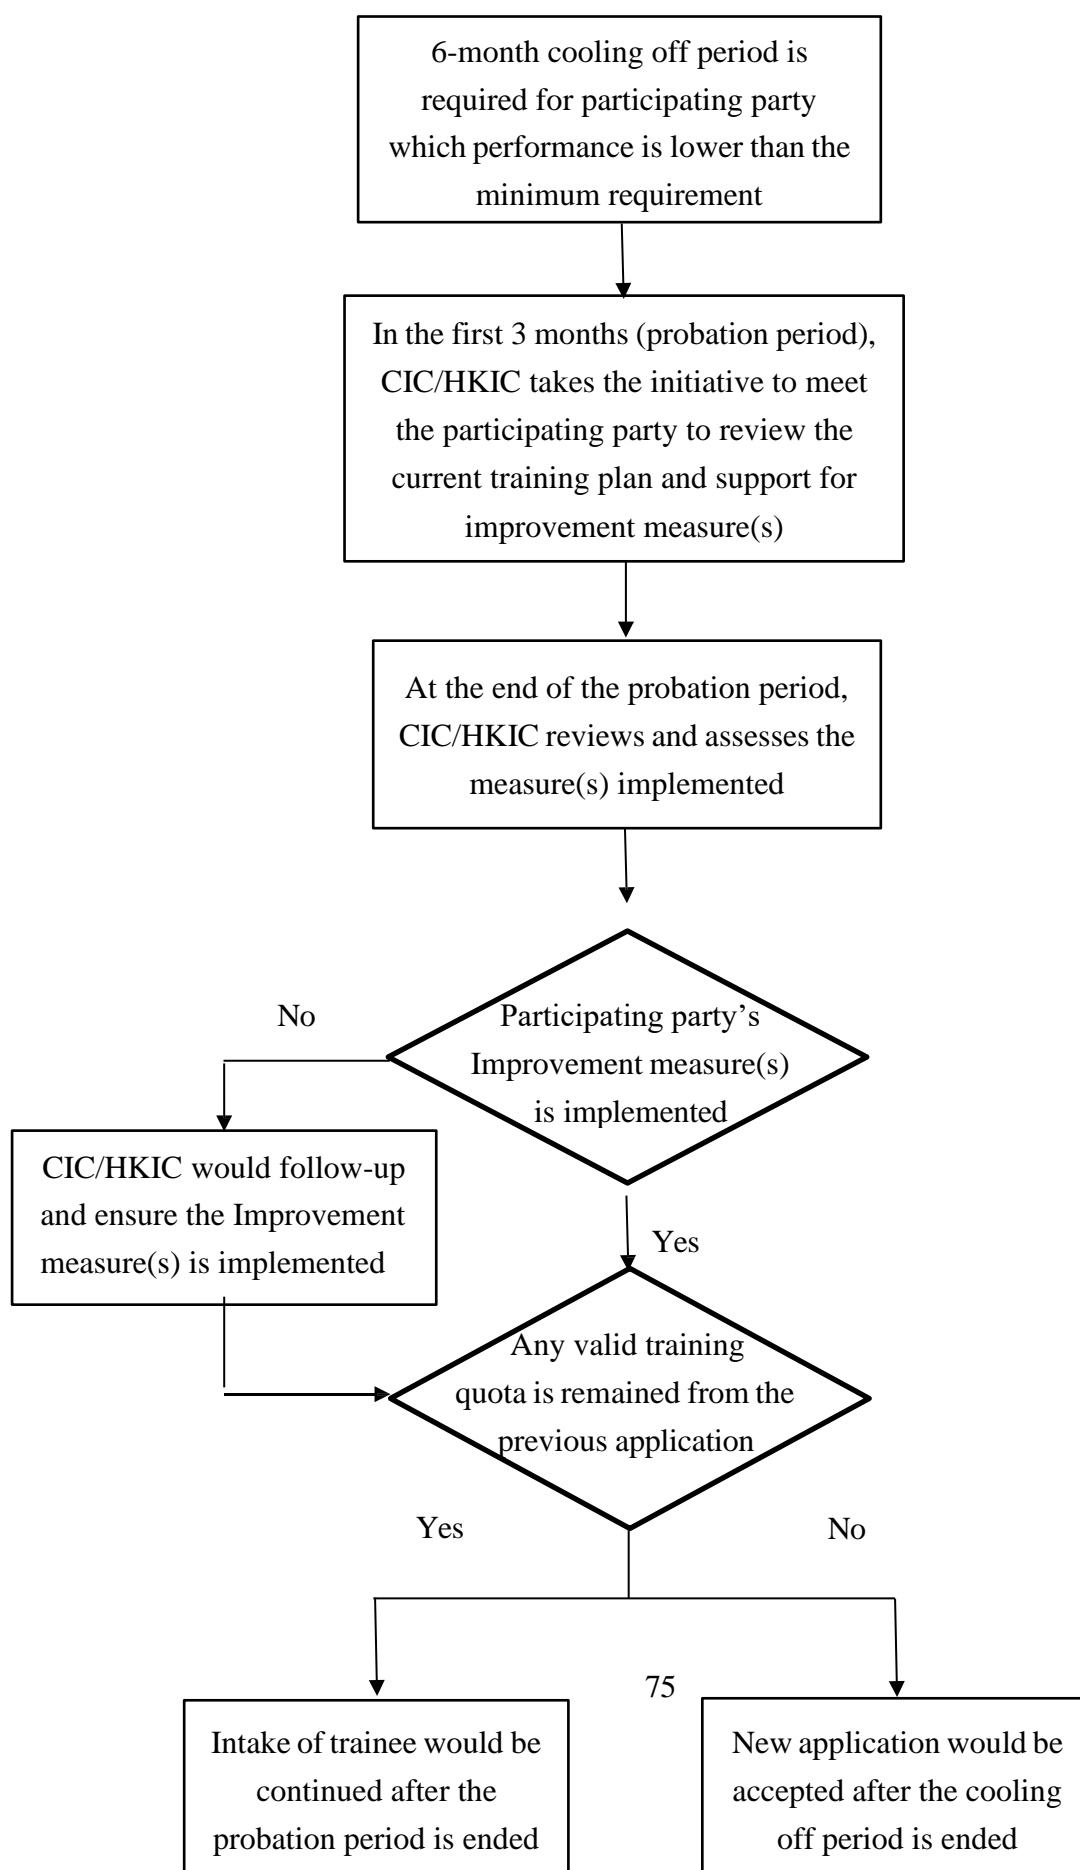 6-month cooling off period is
required for participating party
which performance is lower than the
minimum requirement
In the first 3 months (probation period),
CIC/HKIC takes the initiative to meet
the participating party to review the
current training plan and support for
improvement measure(s)
At the end of the probation period,
CIC/HKIC reviews and assesses the
measure(s) implemented
No
Participating party’s
Improvement measure(s)
is implemented
CIC/HKIC would follow-up
and ensure the Improvement
measure(s) is implemented
Yes
Any valid training
quota is remained from the
previous application
Yes
No
75
Intake of trainee would be
continued after the
probation period is ended
New application would be
accepted after the cooling
off period is ended